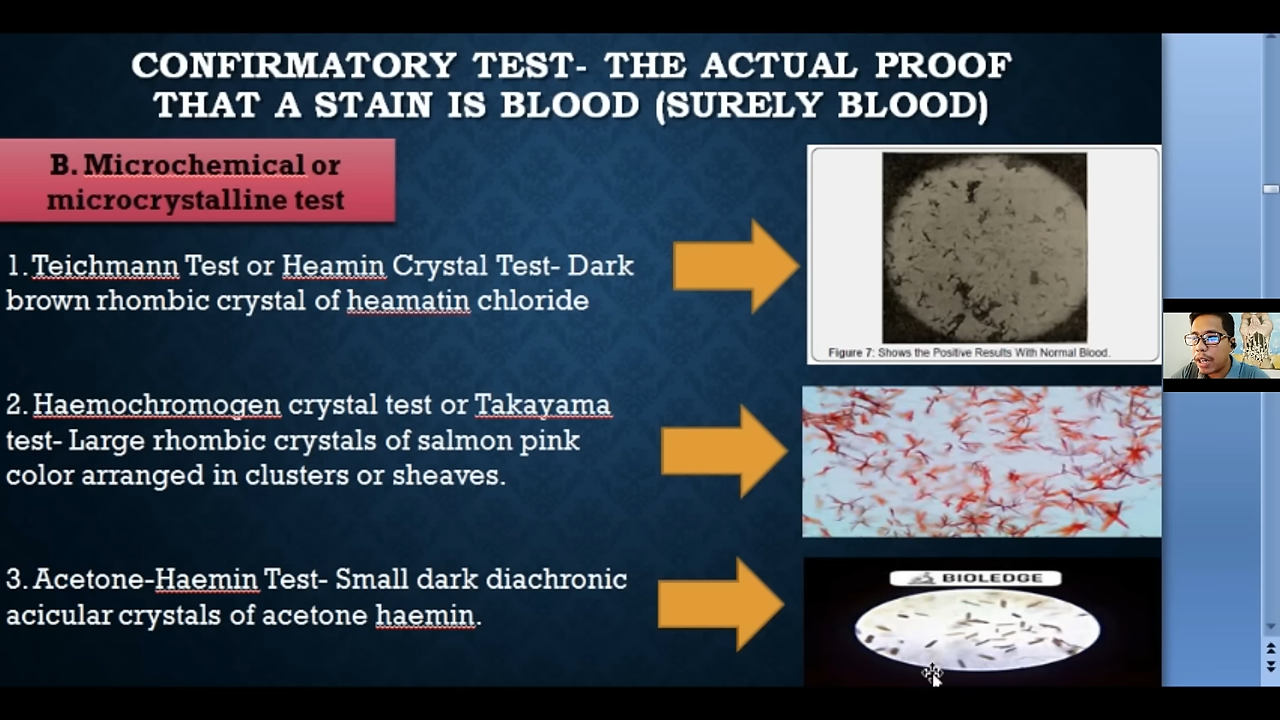 CONFIRMATORY TEST- THE ACTUAL PROOF
THAT A STAIN IS BLOOD (SURELY BLOOD)
B. Microchemical or
microcrystalline test
1. Teichmann Test or Heamin Crystal Test- Dark
brown rhombic crystal of heamatin chloride
Figure 7: Shows the Positive Results With Normal Blood.
2. Haemochromogen crystal test or Takayama
test- Large rhombic crystals of salmon pink
color arranged in clusters or sheaves.
3. Acetone-Haemin Test- Small dark diachronic
acicular crystals of acetone haemin.
BIOLEDGE